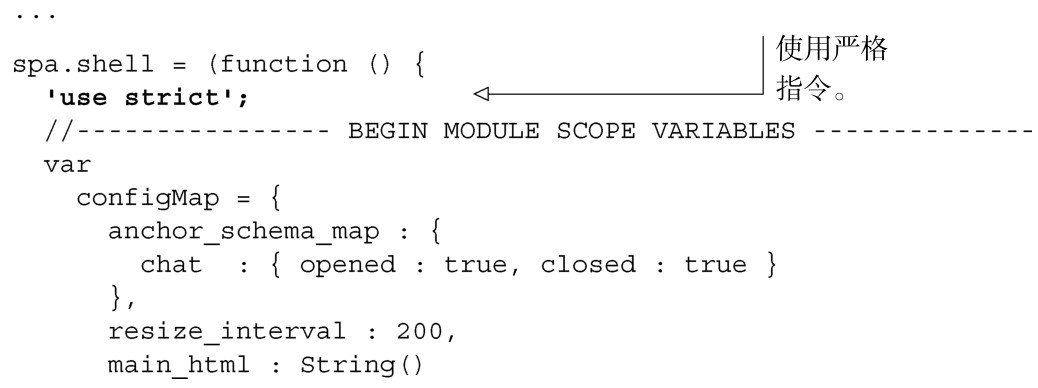 ...
spa.shell = (function () {
  'use strict';
使用严格
指令。
  //---------------- BEGIN MODULE SCOPE VARIABLES --------------
  var
    configMap = {
      anchor_schema_map : {
        chat  : { opened : true, closed : true }
      },
      resize_interval : 200,
      main_html : String()